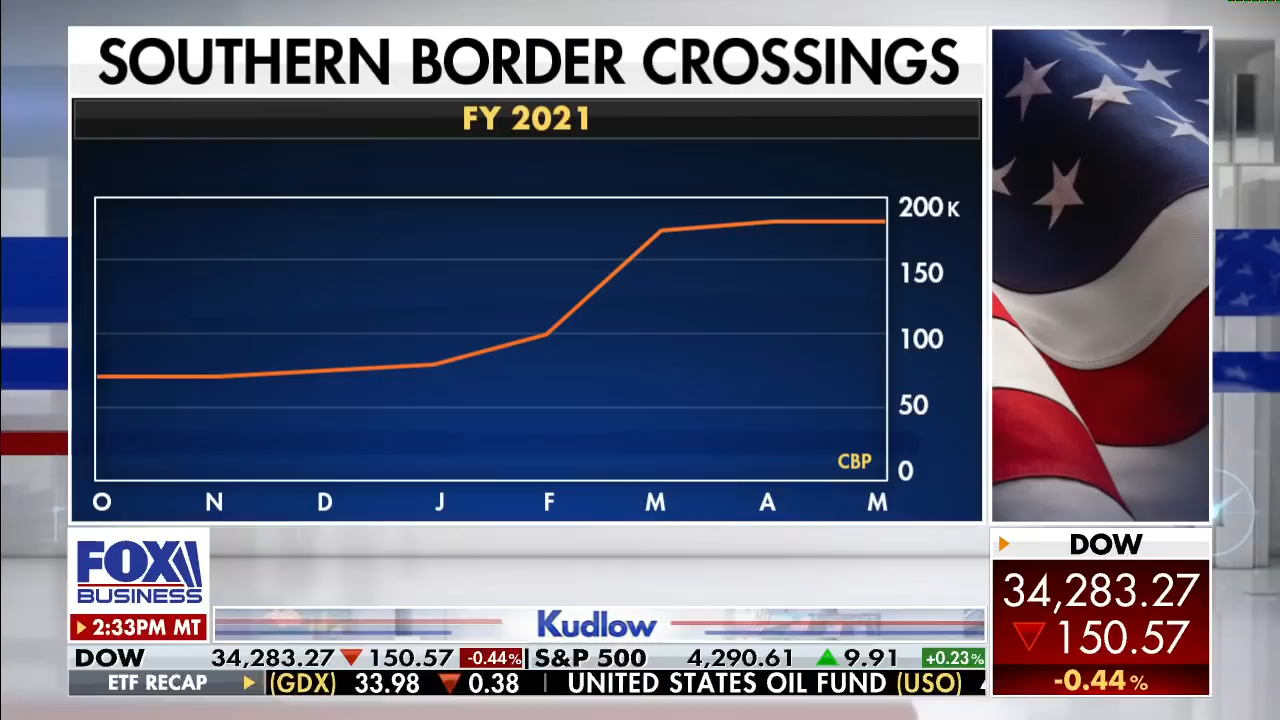 SOUTHERN BORDER CROSSINGS
FY 2021
200 K
150
100
50
0
CBP
O N D J F M A M
FOX BUSINESS
2:33PM MT
Kudlow
DOW
34,283.27
150.57
-0.44%
DOW 34,283.27 150.57 -0.44% S&P 500 4,290.61 9.91 +0.23%
ETF RECAP (GDX) 33.98 0.38 UNITED STATES OIL FUND (USO)